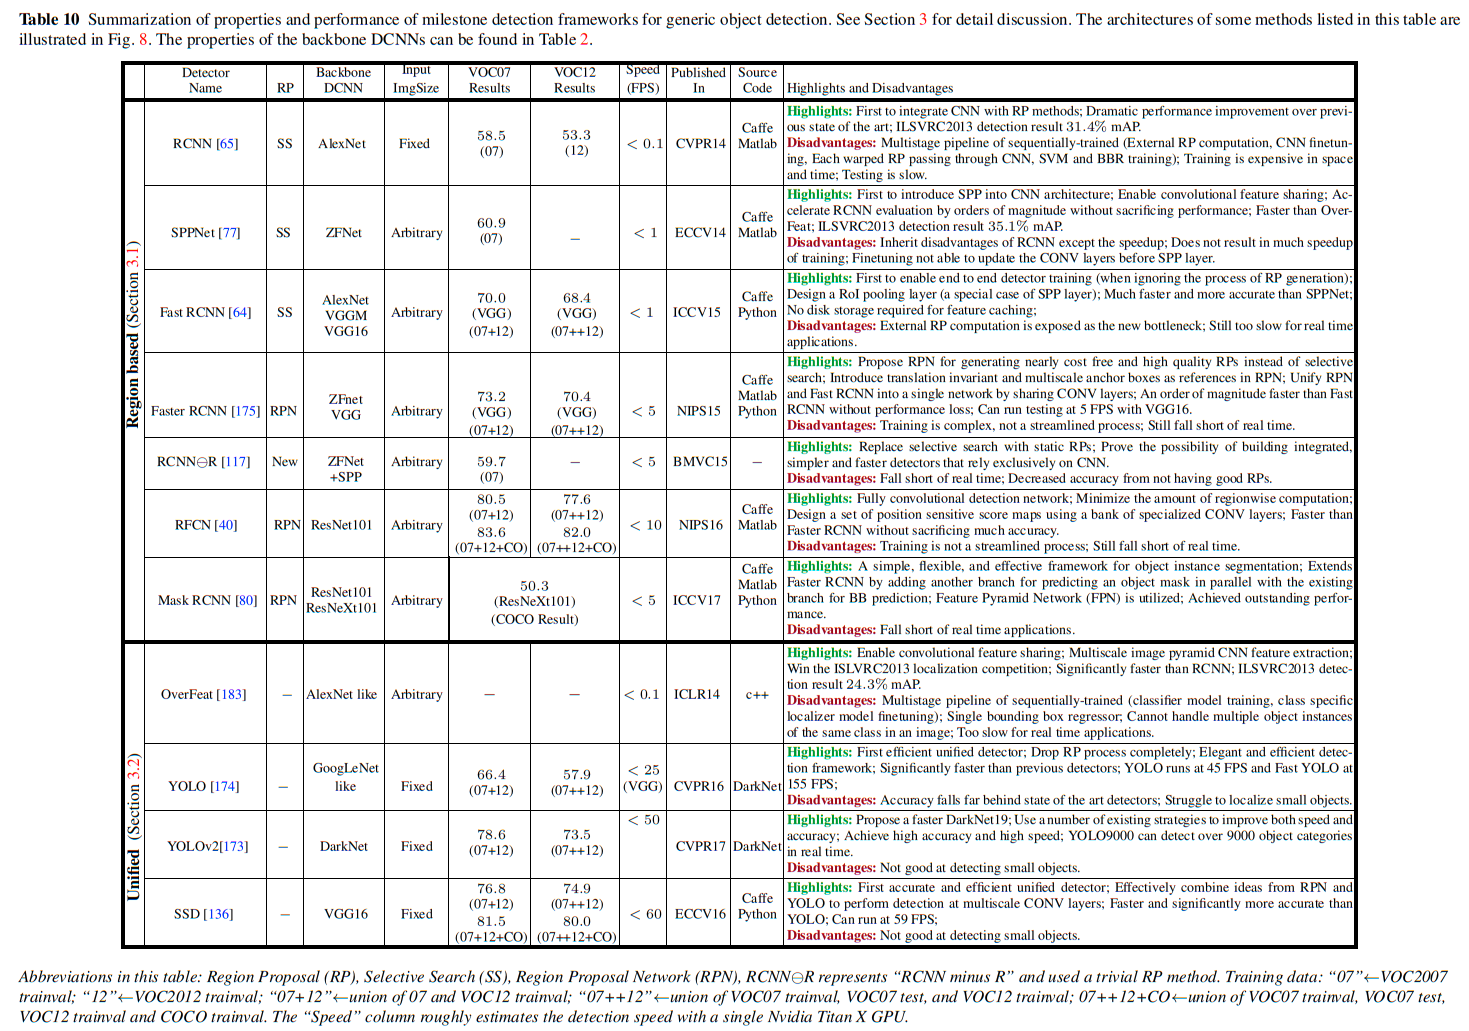 Table 10 Summarization of properties and performance of milestone detection frameworks for generic object detection. See Section 3 for detail discussion. The architectures of some methods listed in this table are
illustrated in Fig. 8. The properties of the backbone DCNNs can be found in Table 2.
Detector Name | RP | Backbone DCNN | Input ImgSize | VOC07 Results | VOC12 Results | Speed (FPS) | Published In | Source Code | Highlights and Disadvantages
Region based (Section 3.1)
RCNN [65] | SS | AlexNet | Fixed | 58.5 (07) | 53.3 (12) | < 0.1 | CVPR14 | Caffe Matlab
Highlights: First to integrate CNN with RP methods; Dramatic performance improvement over previ-
ous state of the art; ILSVRC2013 detection result 31.4% mAP.
Disadvantages: Multistage pipeline of sequentially-trained (External RP computation, CNN finetun-
ing, Each warped RP passing through CNN, SVM and BBR training); Training is expensive in space
and time; Testing is slow.
SPPNet [77] | SS | ZFNet | Arbitrary | 60.9 (07) | – | < 1 | ECCV14 | Caffe Matlab
Highlights: First to introduce SPP into CNN architecture; Enable convolutional feature sharing; Ac-
celerate RCNN evaluation by orders of magnitude without sacrificing performance; Faster than Over-
Feat; ILSVRC2013 detection result 35.1% mAP.
Disadvantages: Inherit disadvantages of RCNN except the speedup; Does not result in much speedup
of training; Finetuning not able to update the CONV layers before SPP layer.
Fast RCNN [64] | SS | AlexNet VGGM VGG16 | Arbitrary | 70.0 (VGG) (07+12) | 68.4 (VGG) (07++12) | < 1 | ICCV15 | Caffe Python
Highlights: First to enable end to end detector training (when ignoring the process of RP generation);
Design a RoI pooling layer (a special case of SPP layer); Much faster and more accurate than SPPNet;
No disk storage required for feature caching;
Disadvantages: External RP computation is exposed as the new bottleneck; Still too slow for real time
applications.
Faster RCNN [175] | RPN | ZFnet VGG | Arbitrary | 73.2 (VGG) (07+12) | 70.4 (VGG) (07++12) | < 5 | NIPS15 | Caffe Matlab Python
Highlights: Propose RPN for generating nearly cost free and high quality RPs instead of selective
search; Introduce translation invariant and multiscale anchor boxes as references in RPN; Unify RPN
and Fast RCNN into a single network by sharing CONV layers; An order of magnitude faster than Fast
RCNN without performance loss; Can run testing at 5 FPS with VGG16.
Disadvantages: Training is complex, not a streamlined process; Still fall short of real time.
RCNN⊖R [117] | New | ZFNet +SPP | Arbitrary | 59.7 (07) | – | < 5 | BMVC15 | –
Highlights: Replace selective search with static RPs; Prove the possibility of building integrated,
simpler and faster detectors that rely exclusively on CNN.
Disadvantages: Fall short of real time; Decreased accuracy from not having good RPs.
RFCN [40] | RPN | ResNet101 | Arbitrary | 80.5 (07+12) 83.6 (07+12+CO) | 77.6 (07++12) 82.0 (07++12+CO) | < 10 | NIPS16 | Caffe Matlab
Highlights: Fully convolutional detection network; Minimize the amount of regionwise computation;
Design a set of position sensitive score maps using a bank of specialized CONV layers; Faster than
Faster RCNN without sacrificing much accuracy.
Disadvantages: Training is not a streamlined process; Still fall short of real time.
Mask RCNN [80] | RPN | ResNet101 ResNeXt101 | Arbitrary | 50.3 (ResNeXt101) (COCO Result) | < 5 | ICCV17 | Caffe Matlab Python
Highlights: A simple, flexible, and effective framework for object instance segmentation; Extends
Faster RCNN by adding another branch for predicting an object mask in parallel with the existing
branch for BB prediction; Feature Pyramid Network (FPN) is utilized; Achieved outstanding perfor-
mance.
Disadvantages: Fall short of real time applications.
Unified (Section 3.2)
OverFeat [183] | – | AlexNet like | Arbitrary | – | – | < 0.1 | ICLR14 | c++
Highlights: Enable convolutional feature sharing; Multiscale image pyramid CNN feature extraction;
Win the ISLVRC2013 localization competition; Significantly faster than RCNN; ILSVRC2013 detec-
tion result 24.3% mAP.
Disadvantages: Multistage pipeline of sequentially-trained (classifier model training, class specific
localizer model finetuning); Single bounding box regressor; Cannot handle multiple object instances
of the same class in an image; Too slow for real time applications.
YOLO [174] | – | GoogLeNet like | Fixed | 66.4 (07+12) | 57.9 (07++12) | < 25 (VGG) | CVPR16 | DarkNet
Highlights: First efficient unified detector; Drop RP process completely; Elegant and efficient detec-
tion framework; Significantly faster than previous detectors; YOLO runs at 45 FPS and Fast YOLO at
155 FPS;
Disadvantages: Accuracy falls far behind state of the art detectors; Struggle to localize small objects.
YOLOv2[173] | – | DarkNet | Fixed | 78.6 (07+12) | 73.5 (07++12) | < 50 | CVPR17 | DarkNet
Highlights: Propose a faster DarkNet19; Use a number of existing strategies to improve both speed and
accuracy; Achieve high accuracy and high speed; YOLO9000 can detect over 9000 object categories
in real time.
Disadvantages: Not good at detecting small objects.
SSD [136] | – | VGG16 | Fixed | 76.8 (07+12) 81.5 (07+12+CO) | 74.9 (07++12) 80.0 (07++12+CO) | < 60 | ECCV16 | Caffe Python
Highlights: First accurate and efficient unified detector; Effectively combine ideas from RPN and
YOLO to perform detection at multiscale CONV layers; Faster and significantly more accurate than
YOLO; Can run at 59 FPS;
Disadvantages: Not good at detecting small objects.
Abbreviations in this table: Region Proposal (RP), Selective Search (SS), Region Proposal Network (RPN), RCNN⊖R represents “RCNN minus R” and used a trivial RP method. Training data: “07”←VOC2007
trainval; “12”←VOC2012 trainval; “07+12”←union of 07 and VOC12 trainval; “07++12”←union of VOC07 trainval, VOC07 test, and VOC12 trainval; 07++12+CO←union of VOC07 trainval, VOC07 test,
VOC12 trainval and COCO trainval. The “Speed” column roughly estimates the detection speed with a single Nvidia Titan X GPU.